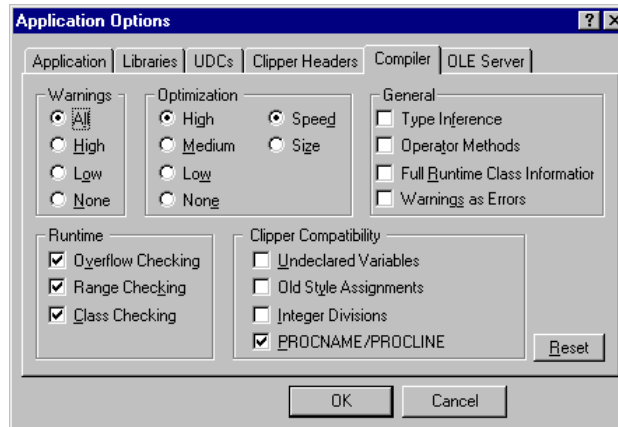 Application Options
Application Libraries UDCs Clipper Headers Compiler OLE Server
Warnings
All
High
Low
None
Optimization
High Speed
Medium Size
Low
None
General
Type Inference
Operator Methods
Full Runtime Class Information
Warnings as Errors
Runtime
Overflow Checking
Range Checking
Class Checking
Clipper Compatibility
Undeclared Variables
Old Style Assignments
Integer Divisions
PROCNAME/PROCLINE
Reset
OK Cancel